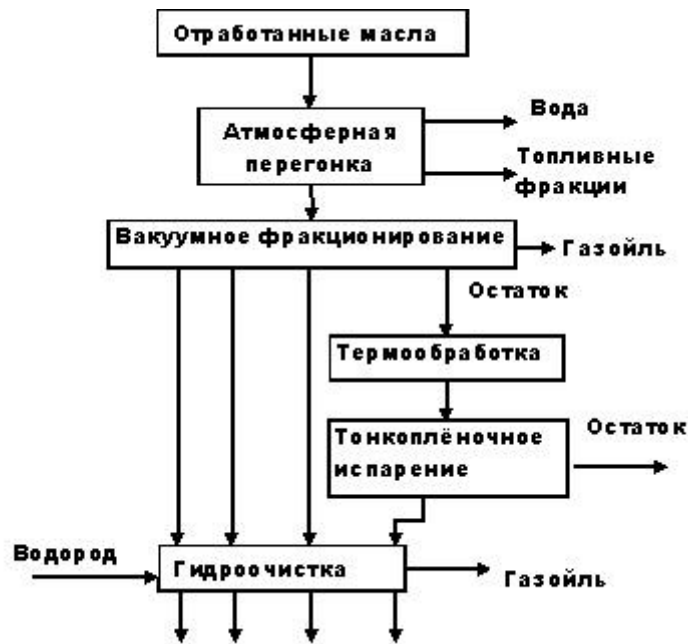 Отработанные масла
Атмосферная
перегонка
Вода
Топливные
фракции
Вакуумное фракционирование
Газойль
Остаток
Термообработка
Тонкоплёночное
испарение
Остаток
Водород
Гидроочистка
Газойль